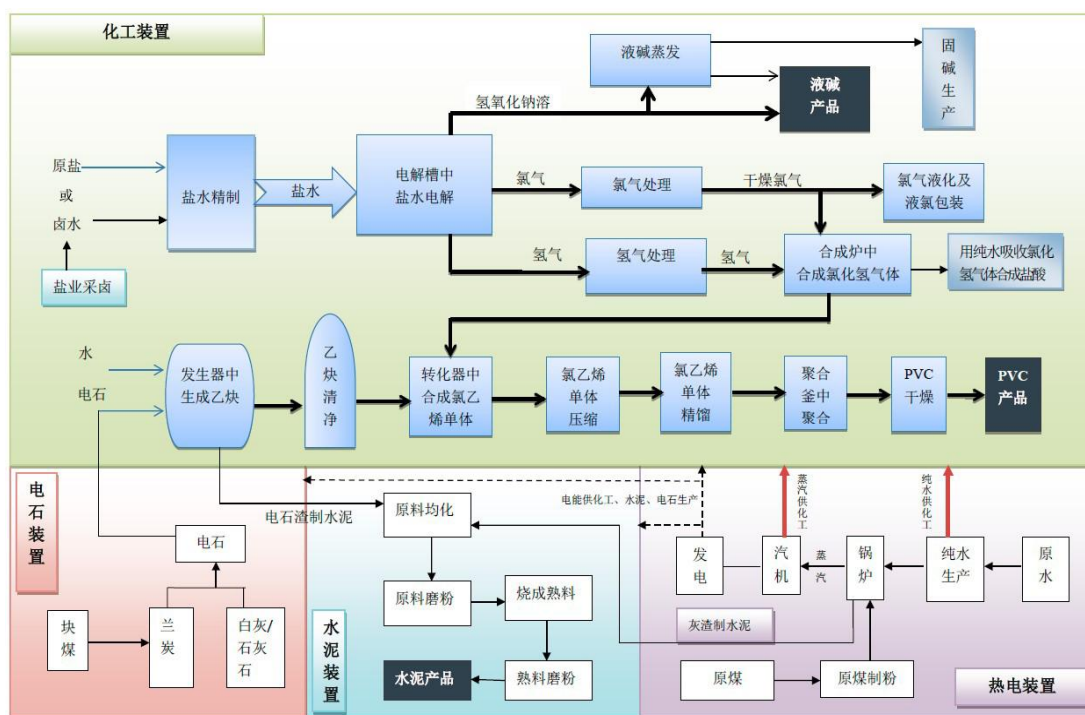 化工装置
液碱蒸发
固
碱
生
产
液碱
产品
氢氧化钠溶
原盐
或
卤水
盐业采卤
盐水精制
盐水
电解槽中
盐水电解
氯气
氯气处理
干燥氯气
氯气液化及
液氯包装
氢气
氢气处理
氢气
合成炉中
合成氯化氢气体
用纯水吸收氯化
氢气体合成盐酸
水
电石
发生器中
生成乙炔
乙
炔
清
净
转化器中
合成氯乙
烯单体
氯乙烯
单体
压缩
氯乙烯
单体
精馏
聚合
釜中
聚合
PVC
干燥
PVC
产品
电石装置
电石渣制水泥
电石
块
煤
兰
炭
白灰/
石灰
石
水泥装置
原料均化
原料磨粉
烧成熟料
熟料磨粉
水泥产品
电能供化工、水泥、电石生产
蒸汽供化工
纯水供化工
发
电
汽
机
蒸
汽
锅
炉
纯水
生产
原
水
灰渣制水泥
原煤
原煤制粉
热电装置